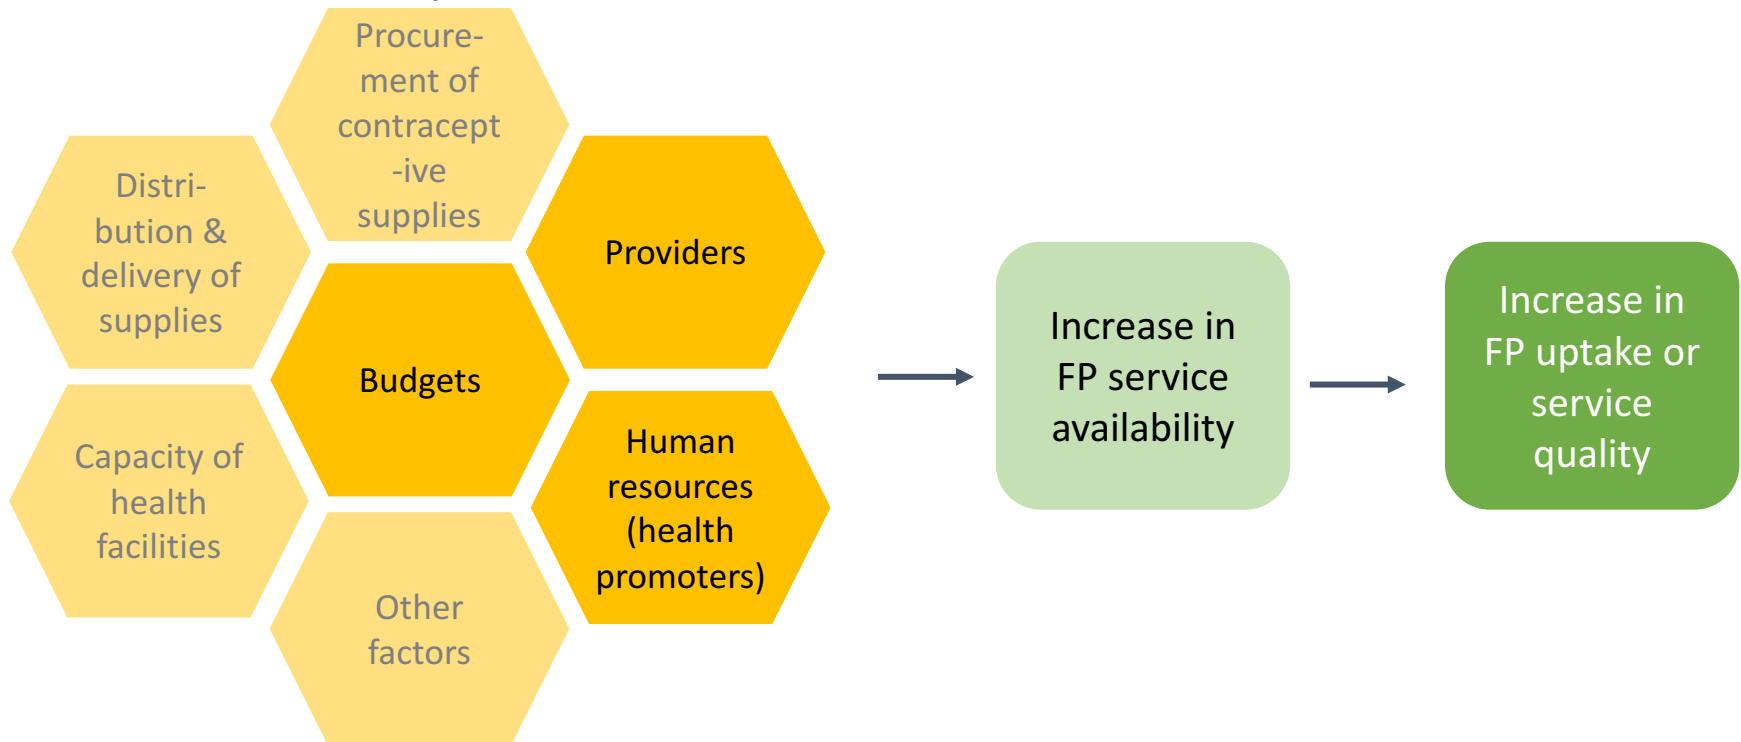 Procure-
ment of
contracept
-ive
supplies
Distri-
bution &
delivery of
supplies
Providers
Budgets
Capacity of
health
facilities
Human
resources
(health
promoters)
Other
factors
Increase in
FP service
availability
Increase in
FP uptake or
service
quality